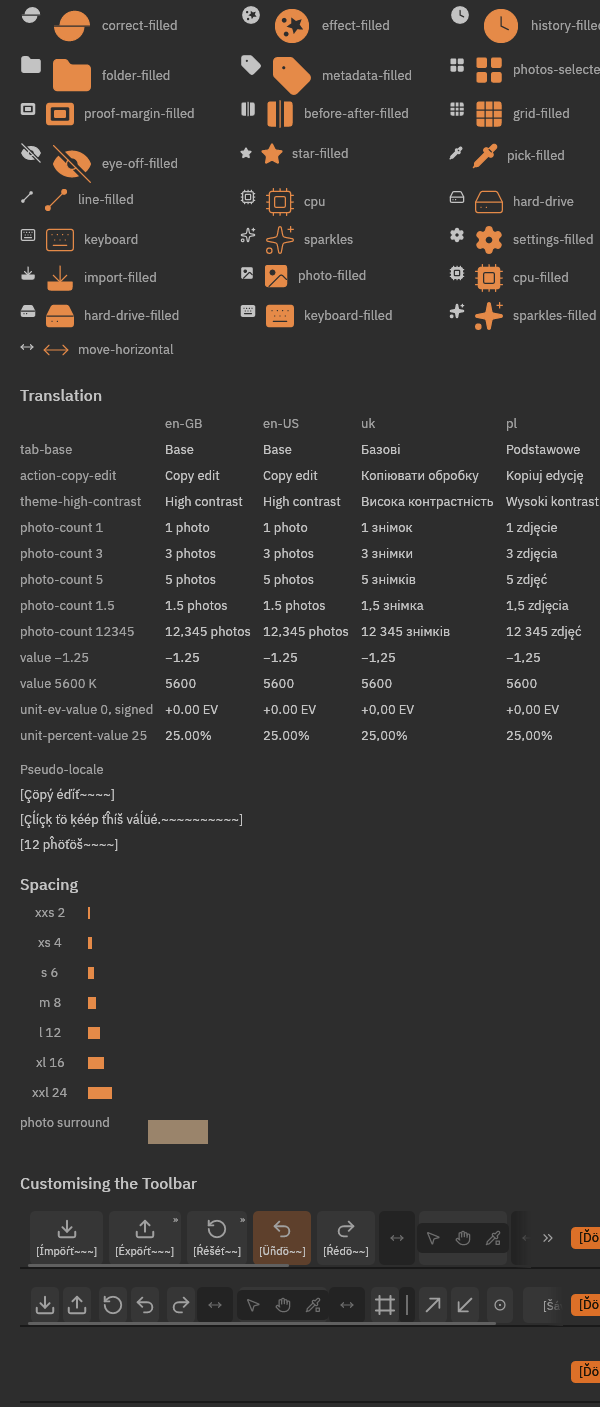 correct-filled effect-filled history-fille
folder-filled metadata-filled photos-selecte
proof-margin-filled before-after-filled grid-filled
eye-off-filled star-filled pick-filled
line-filled cpu hard-drive
keyboard sparkles settings-filled
import-filled photo-filled cpu-filled
hard-drive-filled keyboard-filled sparkles-filled
move-horizontal
Translation
en-GB en-US uk pl
tab-base Base Base Базові Podstawowe
action-copy-edit Copy edit Copy edit Копіювати обробку Kopiuj edycję
theme-high-contrast High contrast High contrast Висока контрастність Wysoki kontrast
photo-count 1 1 photo 1 photo 1 знімок 1 zdjęcie
photo-count 3 3 photos 3 photos 3 знімки 3 zdjęcia
photo-count 5 5 photos 5 photos 5 знімків 5 zdjęć
photo-count 1.5 1.5 photos 1.5 photos 1,5 знімка 1,5 zdjęcia
photo-count 12345 12,345 photos 12,345 photos 12 345 знімків 12 345 zdjęć
value −1.25 −1.25 −1.25 −1,25 −1,25
value 5600 K 5600 5600 5600 5600
unit-ev-value 0, signed +0.00 EV +0.00 EV +0,00 EV +0,00 EV
unit-percent-value 25 25.00% 25.00% 25,00% 25,00%
Pseudo-locale
[Çöpý éďíť~~~~]
[Çĺíçķ ťö ķéép ťĥíš váĺüé.~~~~~~~~~~]
[12 pĥöťöš~~~~]
Spacing
xxs 2
xs 4
s 6
m 8
l 12
xl 16
xxl 24
photo surround
Customising the Toolbar
[Ímpöŕť~~~] [Éxpöŕť~~~] [Ŕéšéť~~] [Üñďö~~] [Ŕéďö~~] [Ďö
[Šé [Ďö
[Ďö